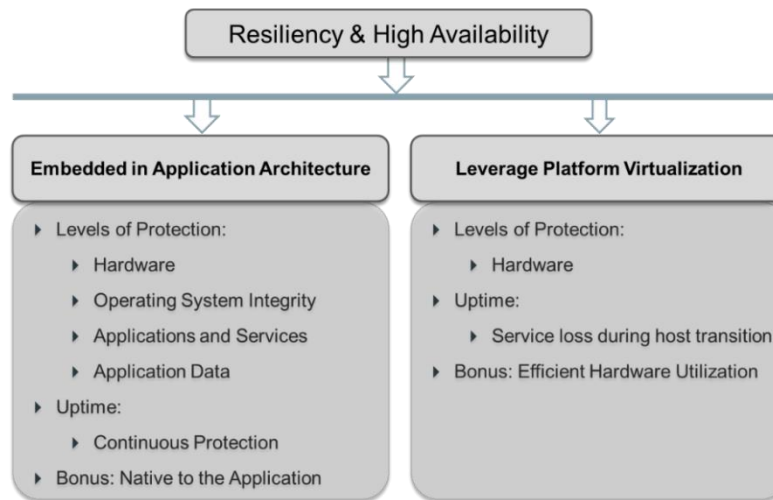 Resiliency & High Availability
Embedded in Application Architecture
Levels of Protection:
Hardware
Operating System Integrity
Applications and Services
Application Data
Uptime:
Continuous Protection
Bonus: Native to the Application
Leverage Platform Virtualization
Levels of Protection:
Hardware
Uptime:
Service loss during host transition
Bonus: Efficient Hardware Utilization